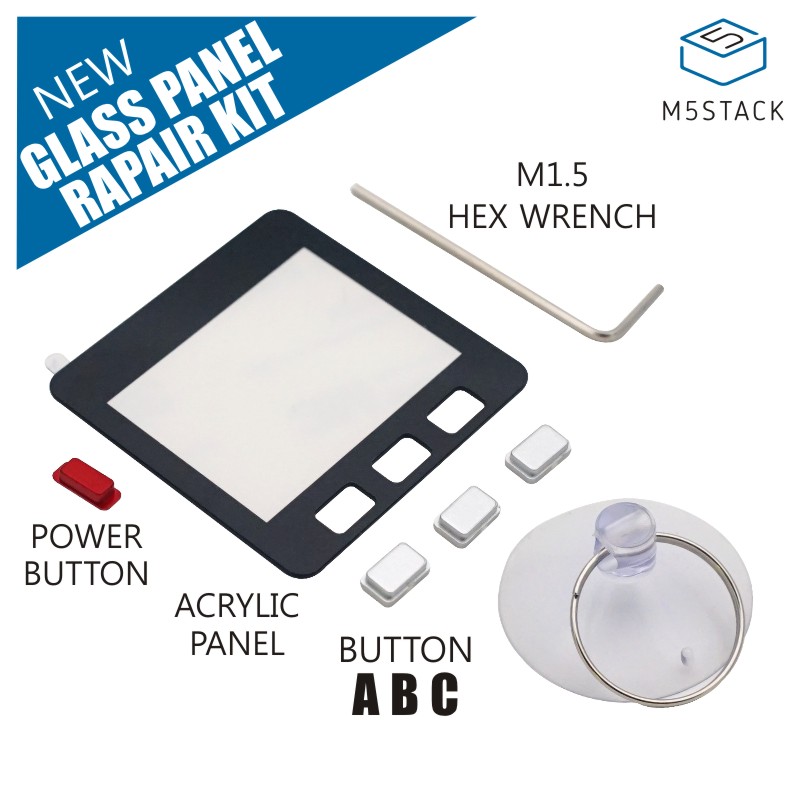 NEW
GLASS PANEL
RAPAIR KIT
5
M5STACK
M1.5
HEX WRENCH
POWER
BUTTON
ACRYLIC
PANEL
BUTTON
A B C